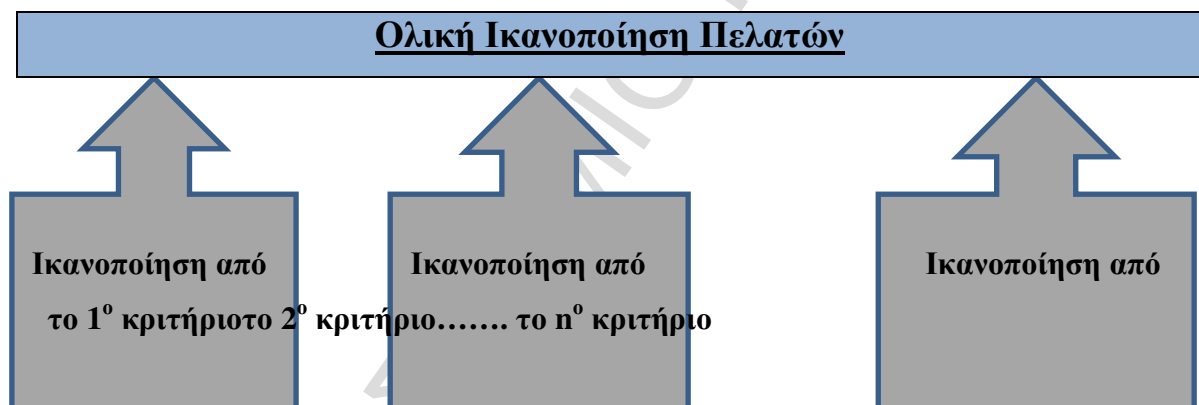 Ολική Ικανοποίηση Πελατών
Ικανοποίηση από Ικανοποίηση από Ικανοποίηση από
το 1ο κριτήριοτο 2ο κριτήριο……. το nο κριτήριο